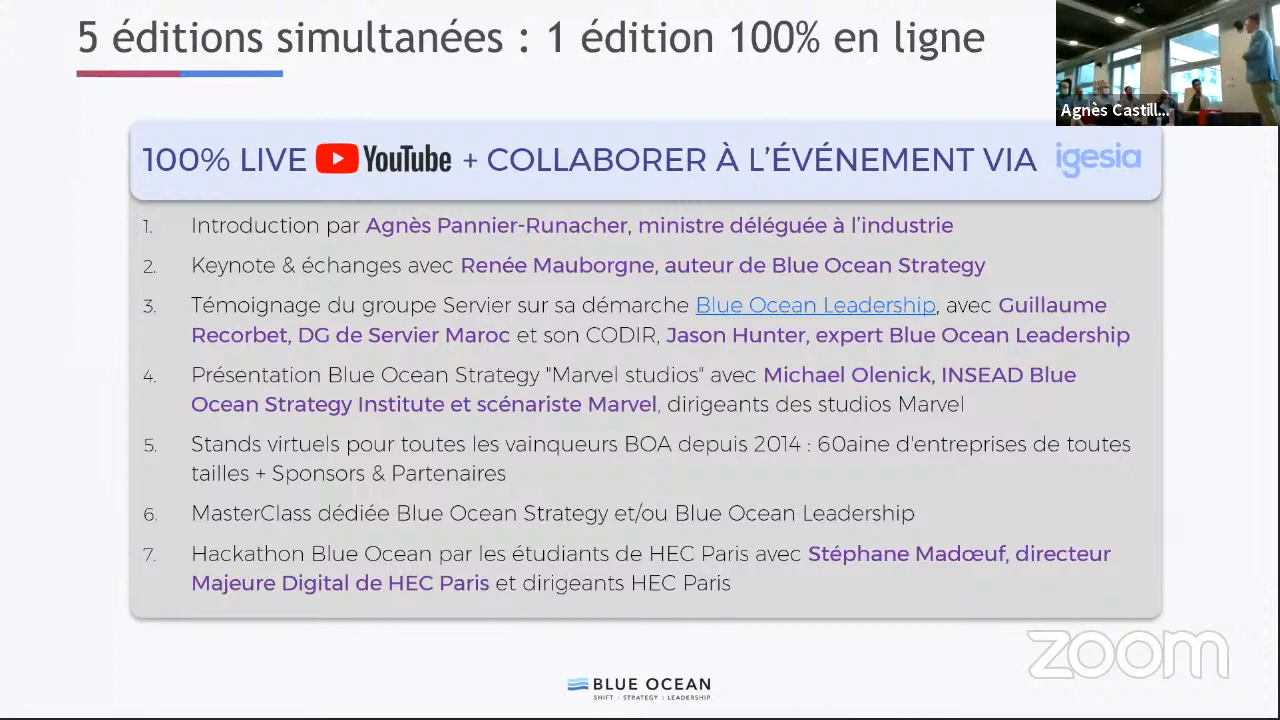 5 éditions simultanées : 1 édition 100% en ligne
Agnès Castill...
100% LIVE YouTube + COLLABORER À L'ÉVÉNEMENT VIA igesia
1. Introduction par Agnès Pannier-Runacher, ministre déléguée à l'industrie
2. Keynote & échanges avec Renée Mauborgne, auteur de Blue Ocean Strategy
3. Témoignage du groupe Servier sur sa démarche Blue Ocean Leadership, avec Guillaume
Recorbet, DG de Servier Maroc et son CODIR, Jason Hunter, expert Blue Ocean Leadership
4. Présentation Blue Ocean Strategy "Marvel studios" avec Michael Olenick, INSEAD Blue
Ocean Strategy Institute et scénariste Marvel, dirigeants des studios Marvel
5. Stands virtuels pour toutes les vainqueurs BOA depuis 2014 : 60aine d'entreprises de toutes
tailles + Sponsors & Partenaires
6. MasterClass dédiée Blue Ocean Strategy et/ou Blue Ocean Leadership
7. Hackathon Blue Ocean par les étudiants de HEC Paris avec Stéphane Madœuf, directeur
Majeure Digital de HEC Paris et dirigeants HEC Paris
zoom
BLUE OCEAN
SHIFT | STRATEGY | LEADERSHIP